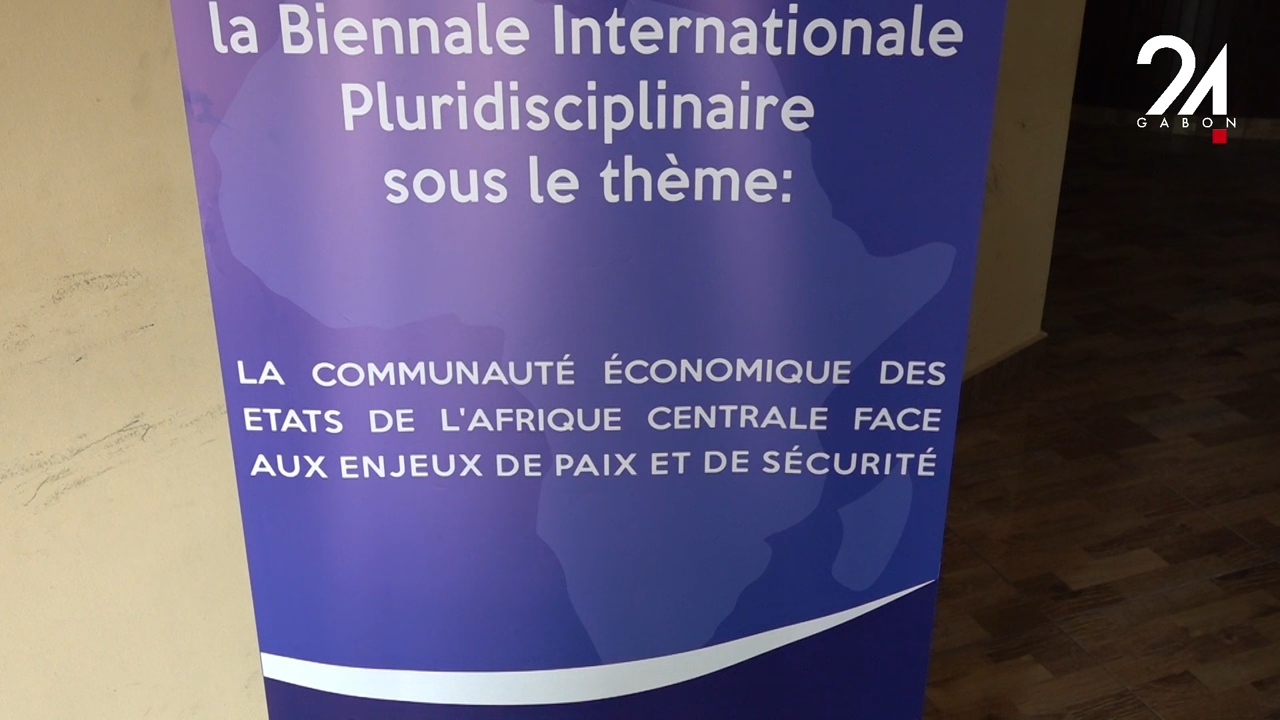 la Biennale Internationale
Pluridisciplinaire
sous le thème:
LA COMMUNAUTÉ ÉCONOMIQUE DES
ETATS DE L'AFRIQUE CENTRALE FACE
AUX ENJEUX DE PAIX ET DE SÉCURITÉ
24
GABON